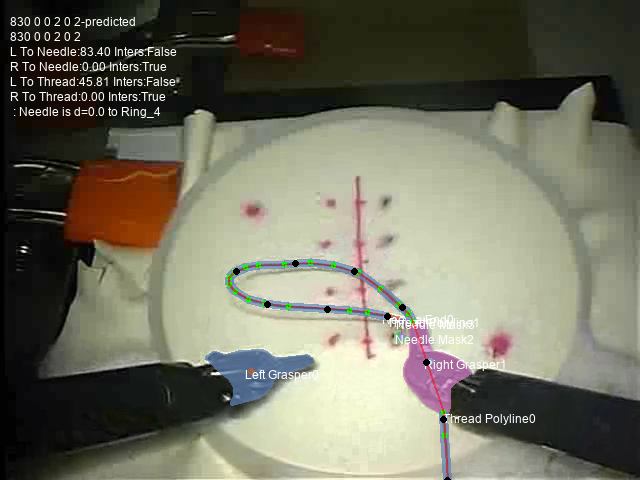 830 0 0 2 0 2-predicted
830 0 0 2 0 2
L To Needle:83.40 Inters:False
R To Needle:0.00 Inters:True
L To Thread:45.81 Inters:False
R To Thread:0.00 Inters:True
: Needle is d=0.0 to Ring_4
Needle Mask2
Right Grasper1
Left Grasper0
Thread Polyline0